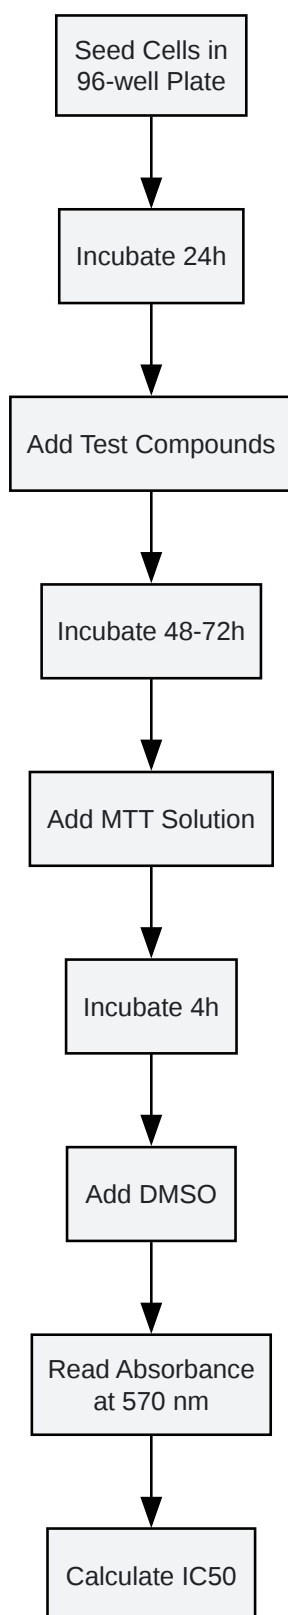 Seed Cells in
96-well Plate
Incubate 24h
Add Test Compounds
Incubate 48-72h
Add MTT Solution
Incubate 4h
Add DMSO
Read Absorbance
at 570 nm
Calculate IC50